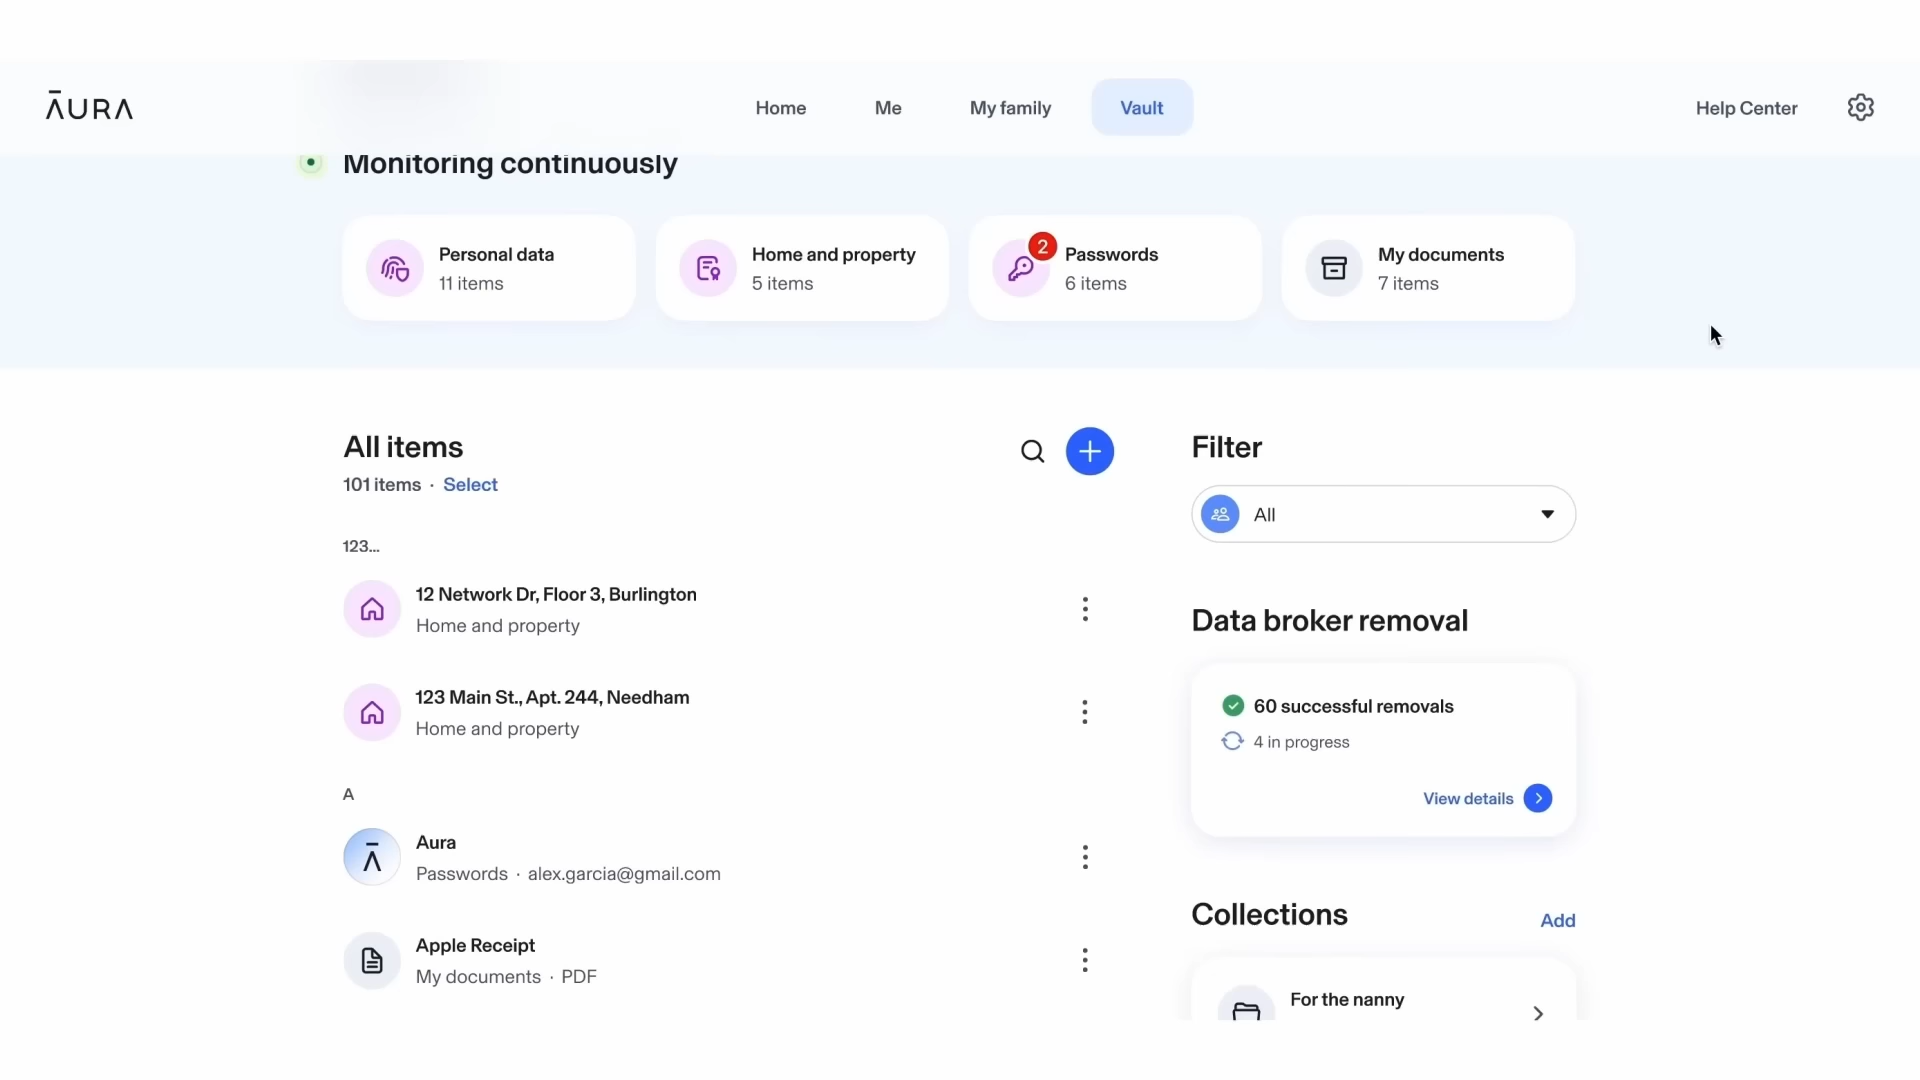 ĀURA
Home
Me
My family
Vault
Help Center
Monitoring continuously
Personal data
11 items
Home and property
5 items
2
Passwords
6 items
My documents
7 items
All items
101 items · Select
Filter
All
123...
12 Network Dr, Floor 3, Burlington
Home and property
123 Main St., Apt. 244, Needham
Home and property
A
Aura
Passwords · alex.garcia@gmail.com
Apple Receipt
My documents · PDF
Data broker removal
60 successful removals
4 in progress
View details
Collections
Add
For the nanny